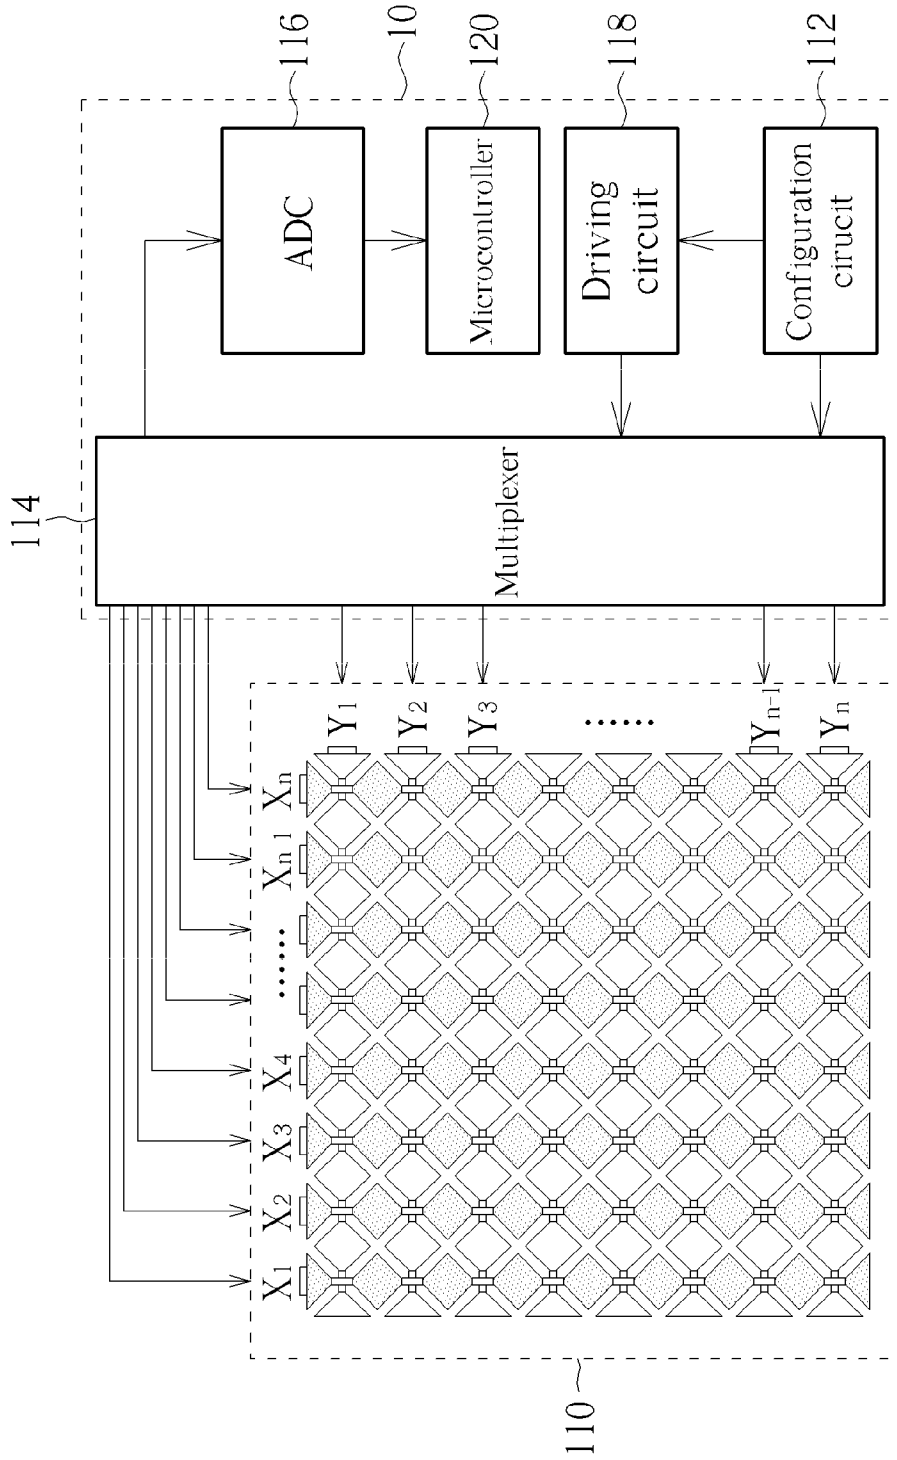 10
116
ADC
120
Microcontroller
118
Driving
circuit
112
Configuration
cirucit
114
Multiplexer
Y1
Y2
Y3
......
Yn-1
Yn
X1
X2
X3
X4
......
Xn 1
Xn
110